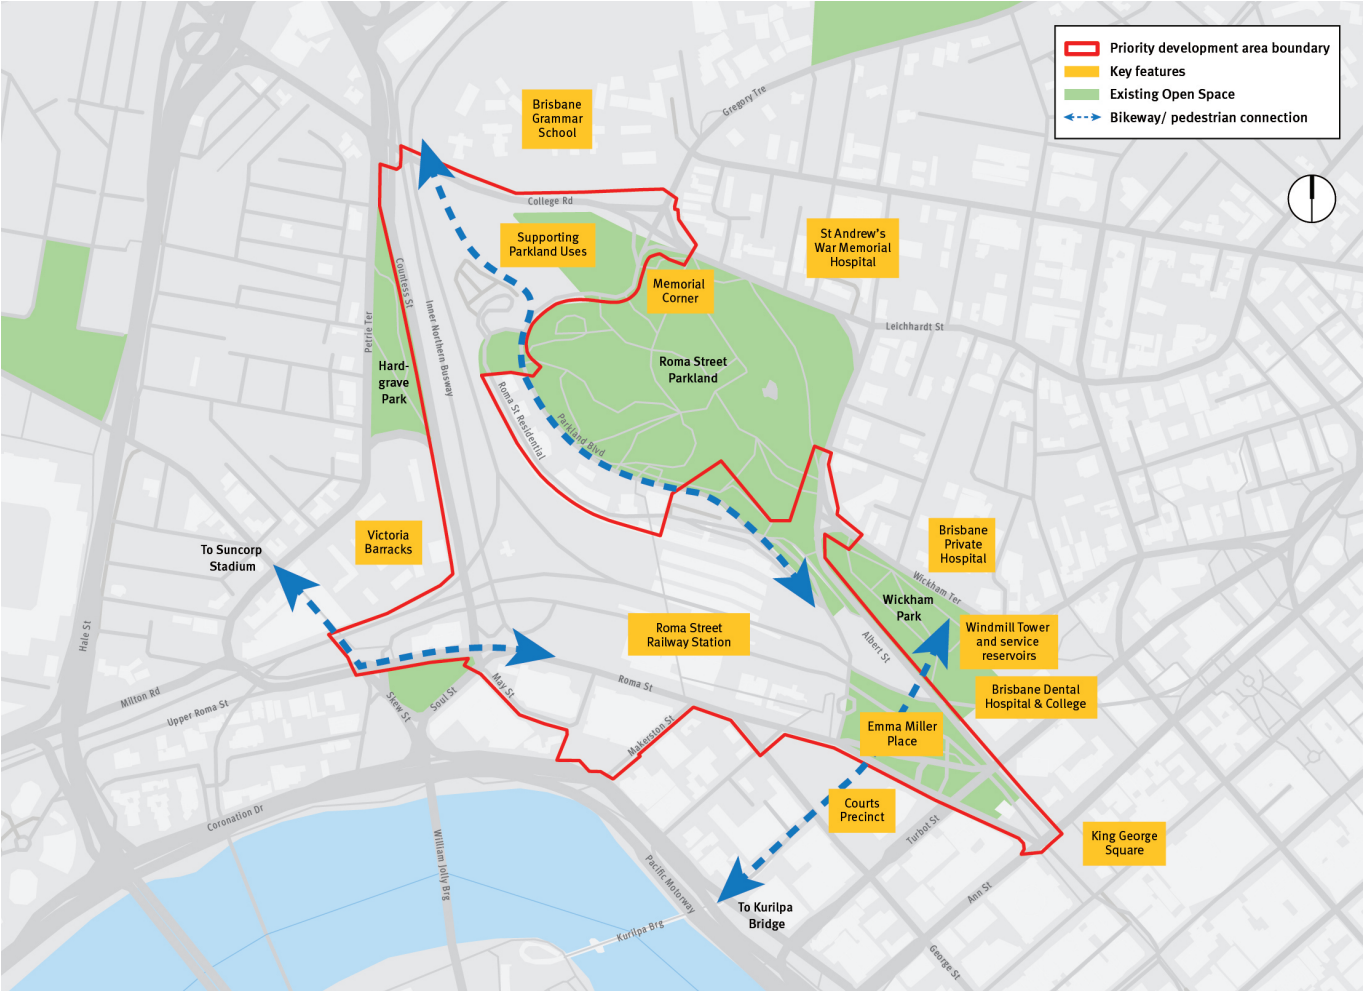 Priority development area boundary
Key features
Existing Open Space
Bikeway/ pedestrian connection
Gregory Tre
Brisbane
Grammar
School
College Rd
Supporting
Parkland Uses
St Andrew's
War Memorial
Hospital
Memorial
Corner
Countess St
Inner Northern Busway
Petrie Ter
Leichhardt St
Hard-
grave
Park
Roma Street
Parkland
Roma St Residential
Parkland Blvd
Victoria
Barracks
To Suncorp
Stadium
Brisbane
Private
Hospital
Wickham Ter
Wickham
Park
Windmill Tower
and service
reservoirs
Roma Street
Railway Station
Albert St
Hale St
Milton Rd
Upper Roma St
Skew St
Soul St
May St
Roma St
Makerston St
Brisbane Dental
Hospital & College
Emma Miller
Place
Courts
Precinct
Turbot St
King George
Square
Coronation Dr
William Jolly Brg
Pacific Motorway
Ann St
To Kurilpa
Bridge
Kurilpa Brg
George St